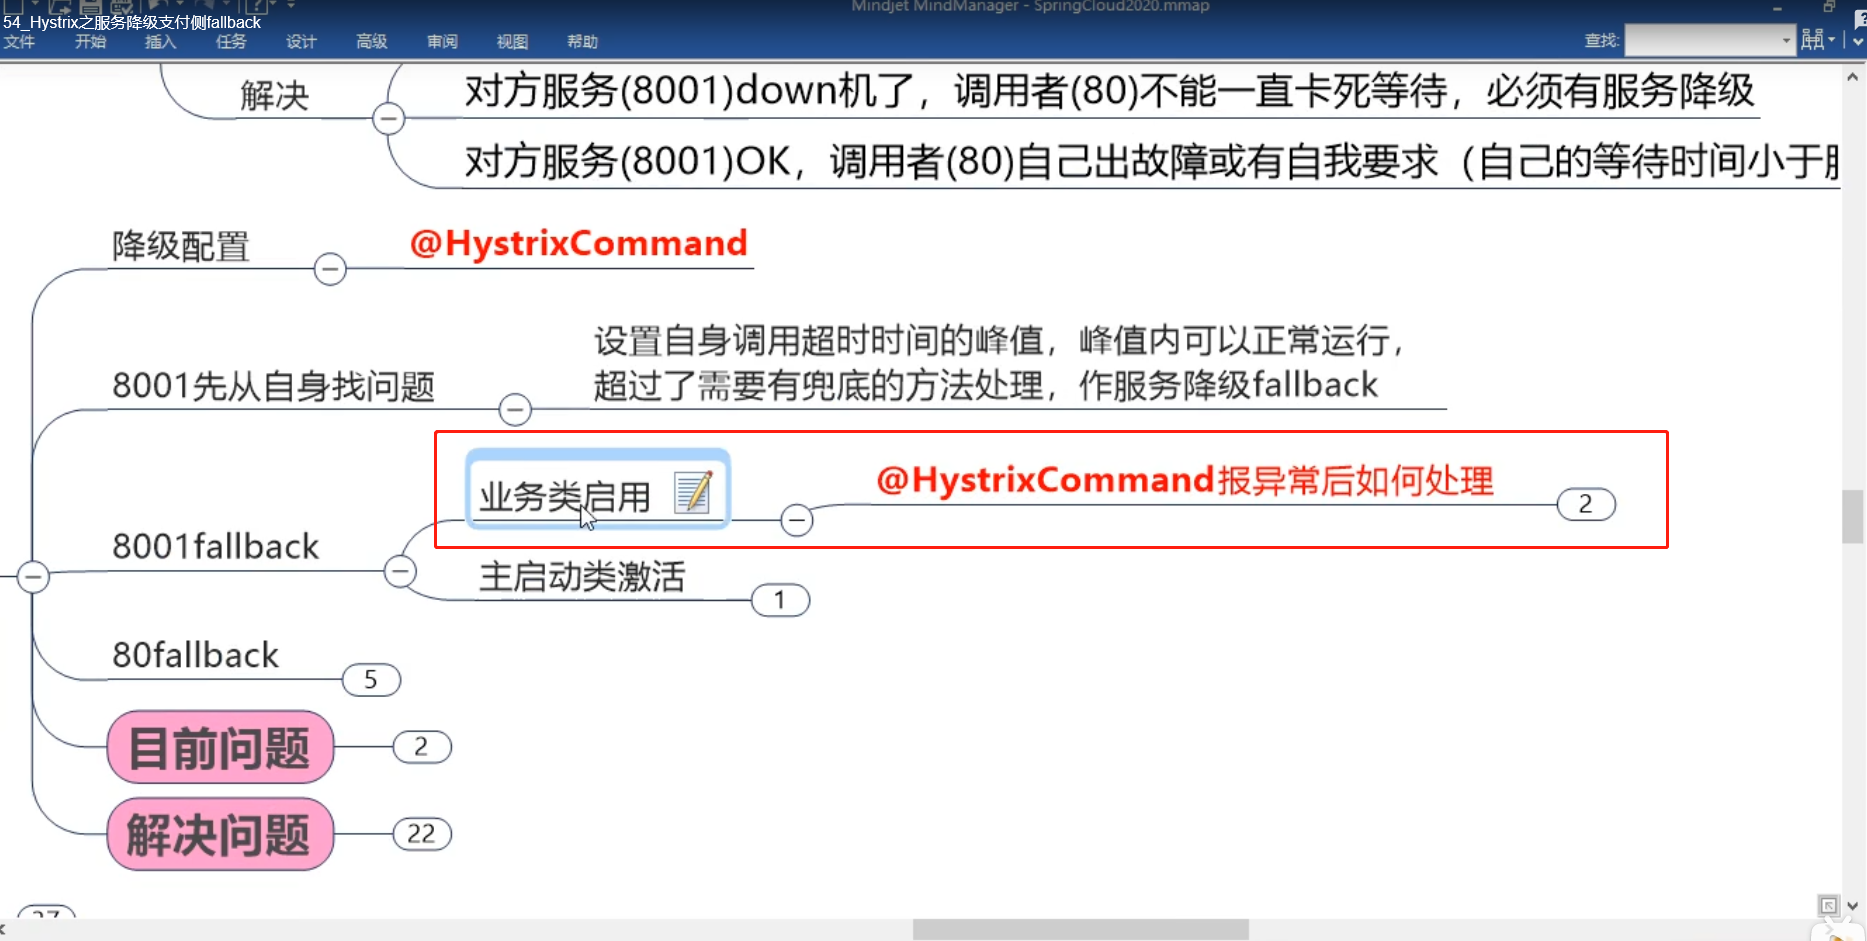 Mindjet MindManager - SpringCloud2020.mmap
54_Hystrix之服务降级支付侧fallback
文件 开始 插入 任务 设计 高级 审阅 视图 帮助 查找:
解决
对方服务(8001)down机了，调用者(80)不能一直卡死等待，必须有服务降级
对方服务(8001)OK，调用者(80)自己出故障或有自我要求（自己的等待时间小于
降级配置
@HystrixCommand
8001先从自身找问题
设置自身调用超时时间的峰值，峰值内可以正常运行，
超过了需要有兜底的方法处理，作服务降级fallback
8001fallback
业务类启用
@HystrixCommand报异常后如何处理
2
主启动类激活
1
80fallback
5
目前问题
2
解决问题
22